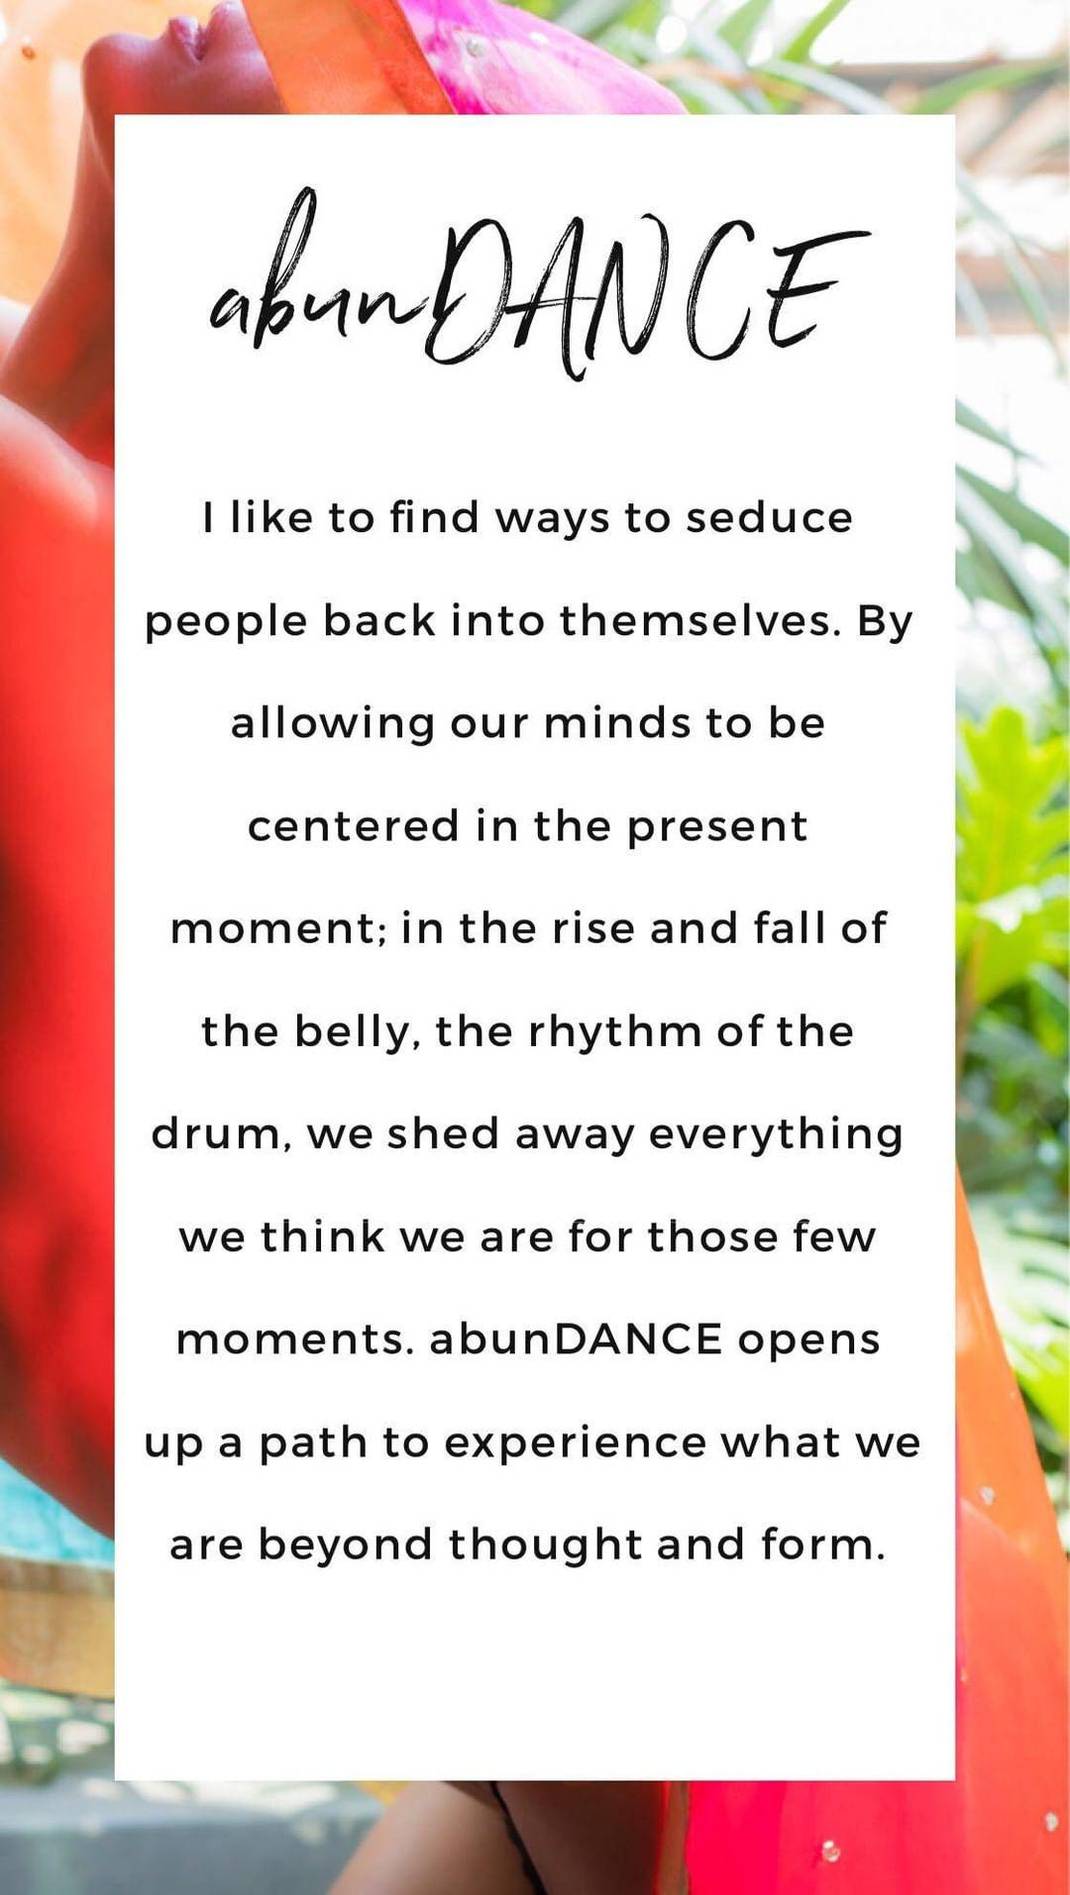 abunDANCE
I like to find ways to seduce
people back into themselves. By
allowing our minds to be
centered in the present
moment; in the rise and fall of
the belly, the rhythm of the
drum, we shed away everything
we think we are for those few
moments. abunDANCE opens
up a path to experience what we
are beyond thought and form.